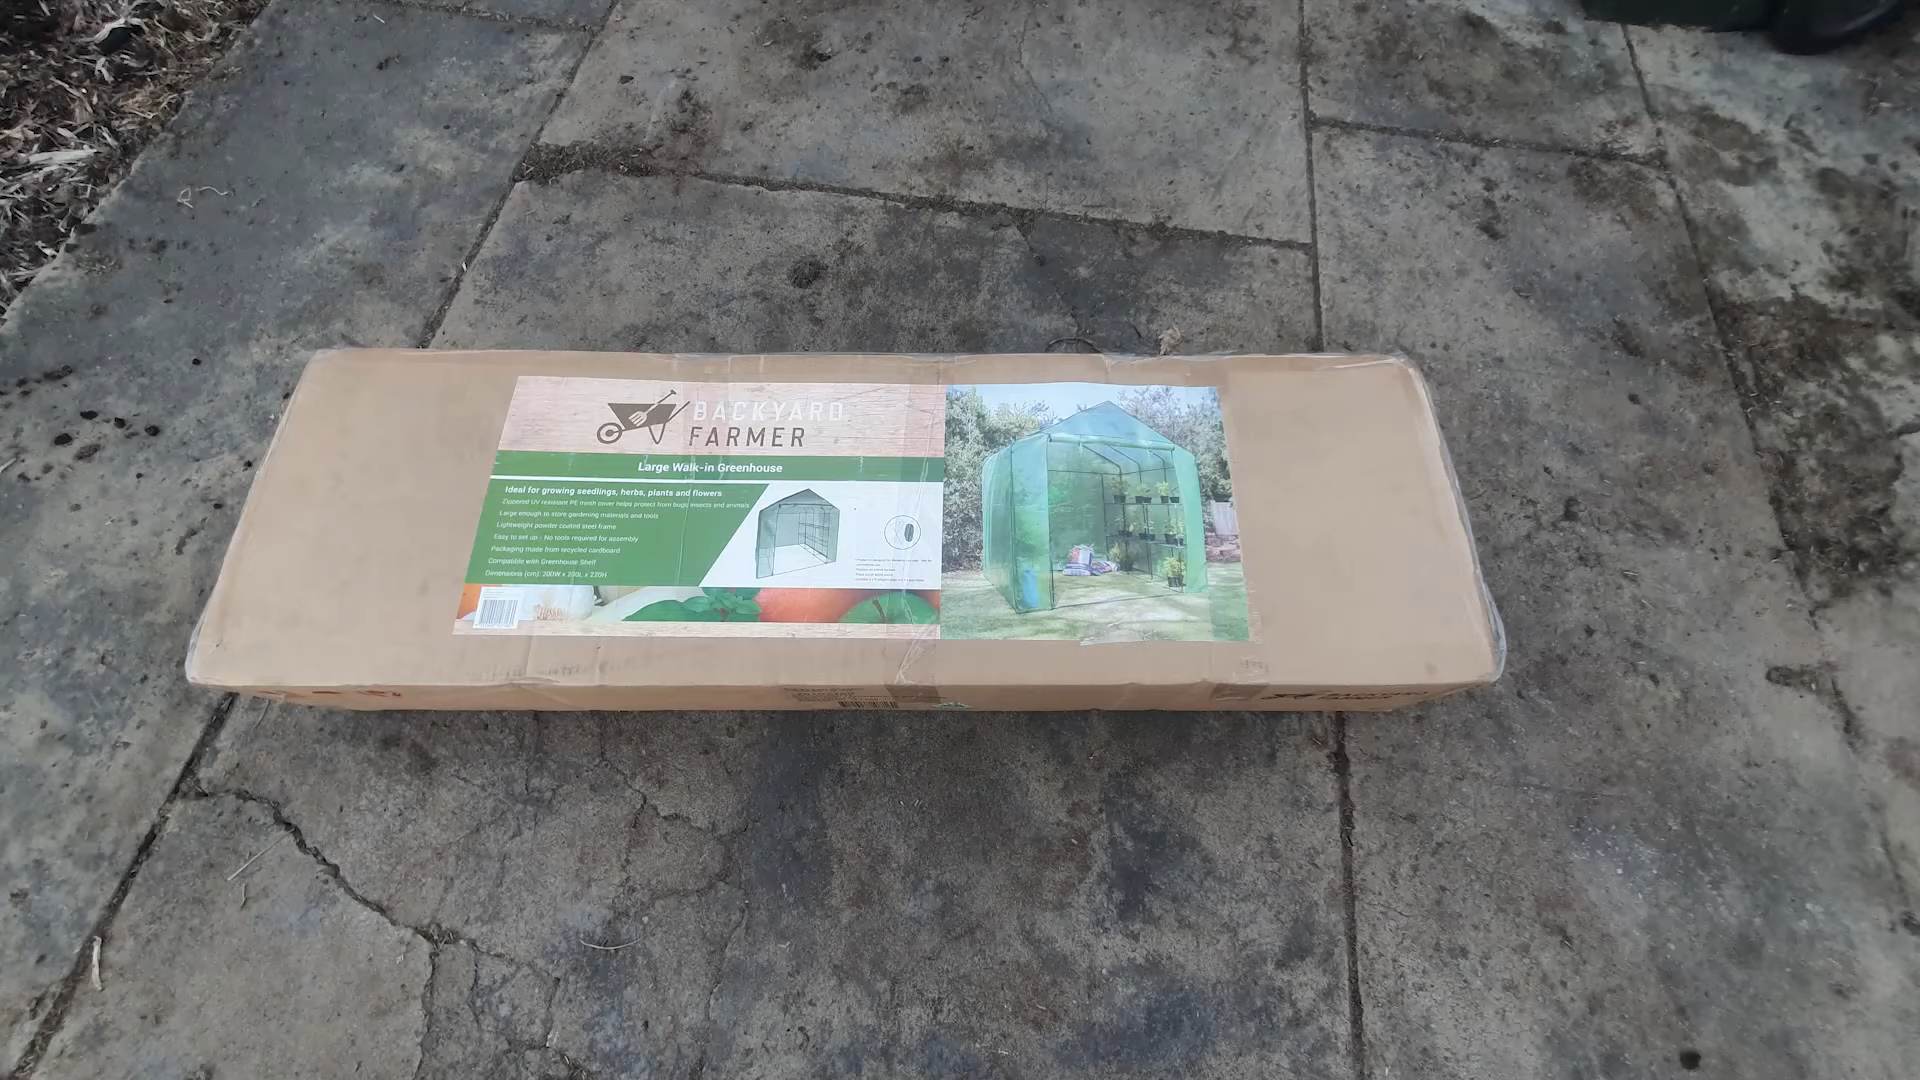 BACKYARD
FARMER
Large Walk-in Greenhouse
Ideal for growing seedlings, herbs, plants and flowers
Zippered UV resistant PE mesh cover helps protect from bugs, insects and animals
Large enough to store gardening materials and tools
Lightweight powder coated steel frame
Easy to set up - No tools required for assembly
Packaging made from recycled cardboard
Compatible with Greenhouse Shelf
Dimensions (cm): 200W x 200L x 220H